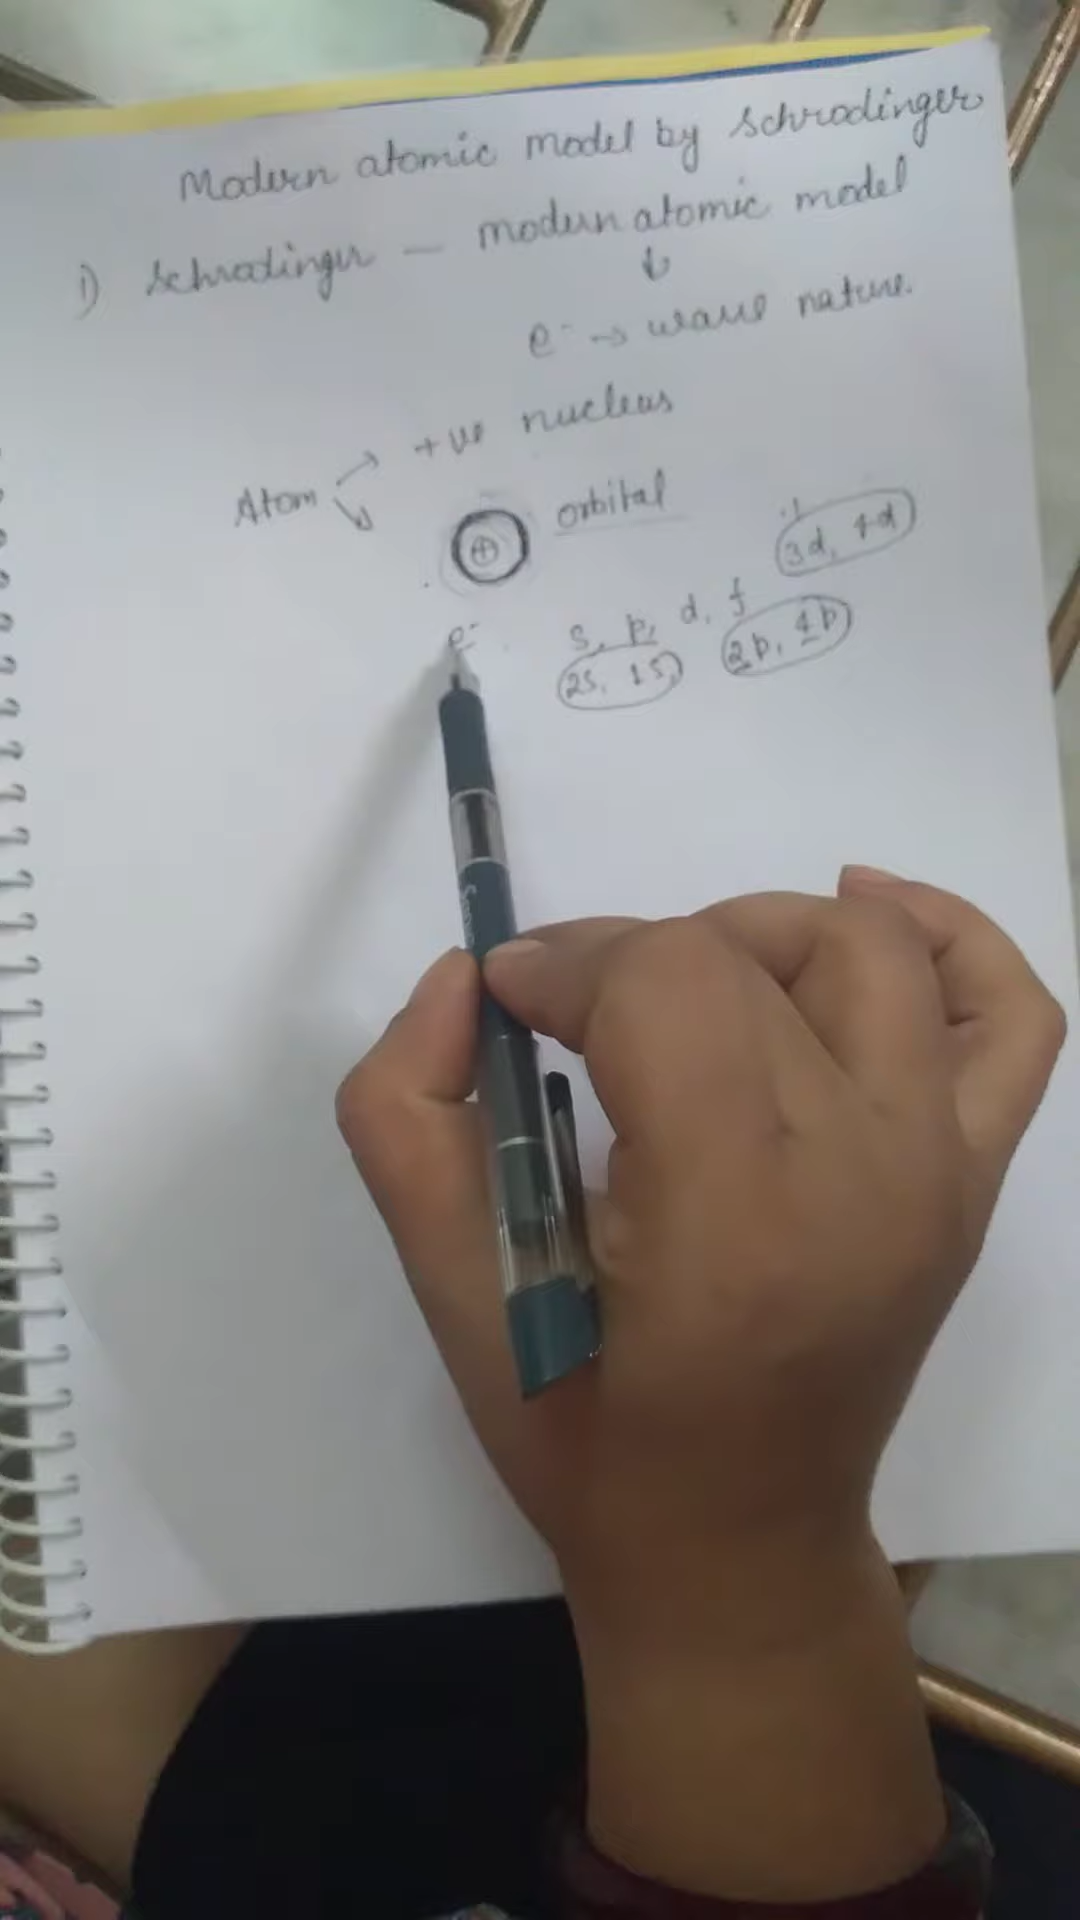 Modern atomic model by Schrodinger
i) Schrodinger — modern atomic model
↓
e⁻ → wave nature.
+ve nucleus
Atom
orbital
⊕
3d, 4d
e⁻ s, p, d, f
2s, 1s, 2p, 4p